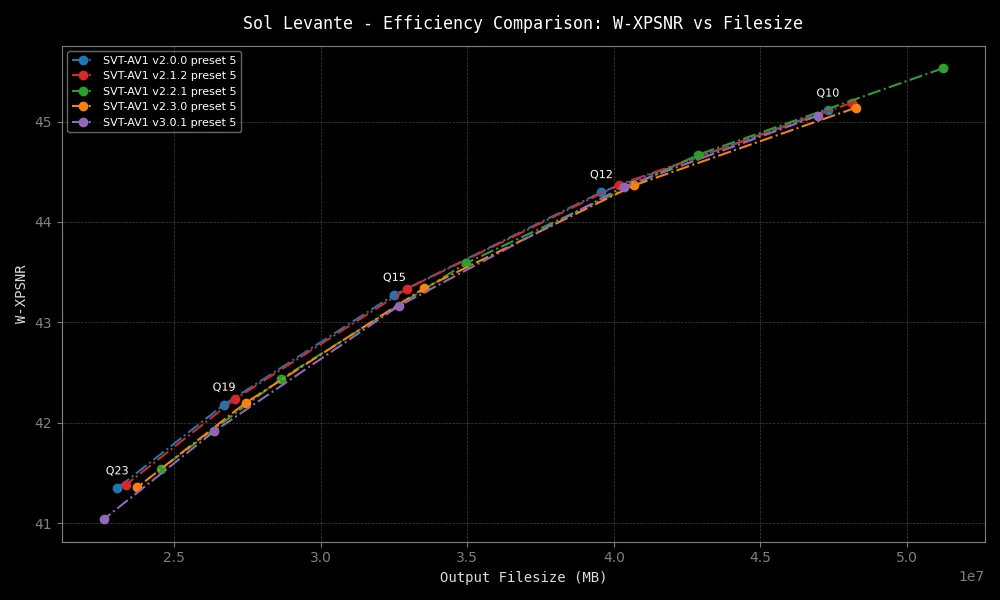 Sol Levante - Efficiency Comparison: W-XPSNR vs Filesize
SVT-AV1 v2.0.0 preset 5
SVT-AV1 v2.1.2 preset 5
SVT-AV1 v2.2.1 preset 5
SVT-AV1 v2.3.0 preset 5
SVT-AV1 v3.0.1 preset 5
Q10
Q12
Q15
Q19
Q23
45
44
43
42
41
W-XPSNR
2.5
3.0
3.5
4.0
4.5
5.0
1e7
Output Filesize (MB)